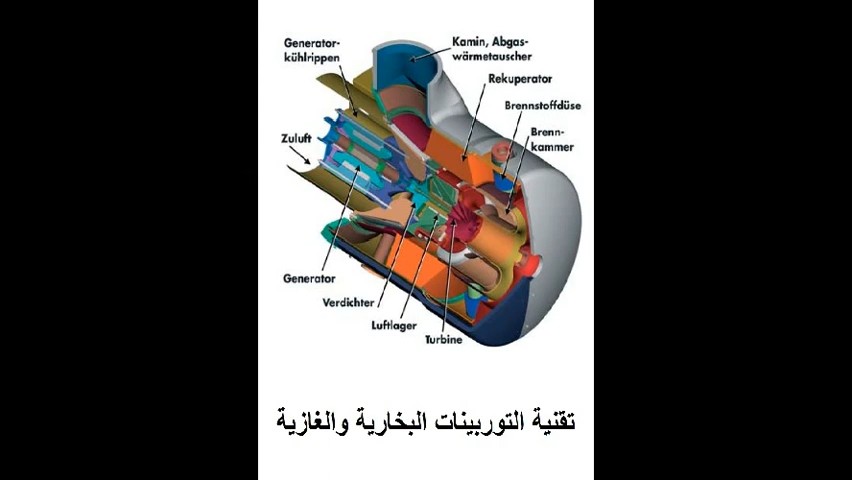 Generator-
kühlrippen
Kamin, Abgas-
wärmetauscher
Rekuperator
Brennstoffdüse
Brenn-
kammer
Zuluft
Generator
Verdichter
Luftlager
Turbine
تقنية التوربينات البخارية والغازية